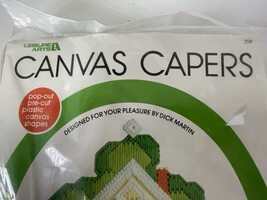 LEISURE
ARTS
CANVAS CAPERS
pop-out
pre-cut
plastic
canvas
shapes
DESIGNED FOR YOUR PLEASURE BY DICK MARTIN